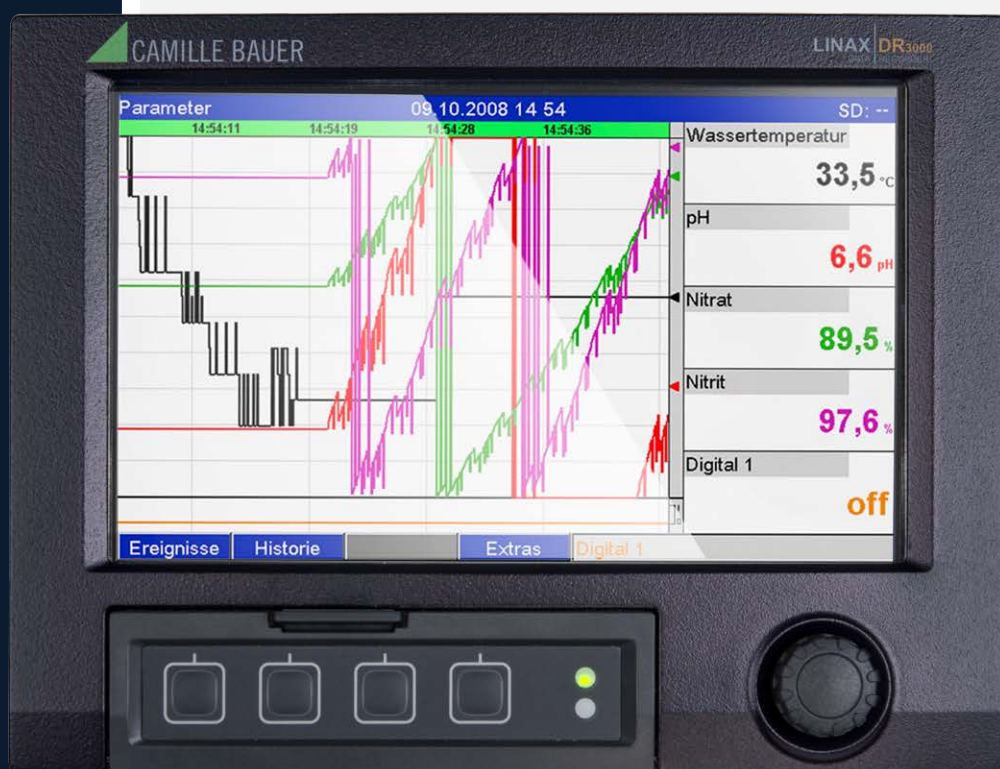 CAMILLE BAUER
LINAX DR3000
Parameter 09.10.2008 14 54 SD: --
14:54:11 14:54:19 14:54:28 14:54:36
Wassertemperatur
33,5 °C
pH
6,6 pH
Nitrat
89,5 %
Nitrit
97,6 %
Digital 1
off
Ereignisse Historie Extras Digital 1